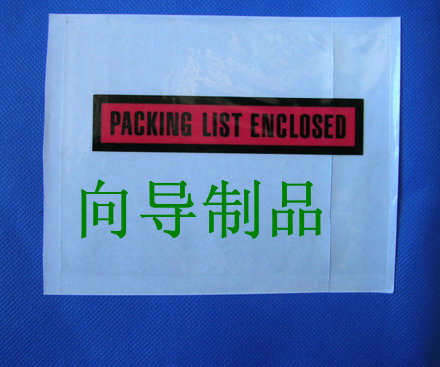 PACKING LIST ENCLOSED
向导制品